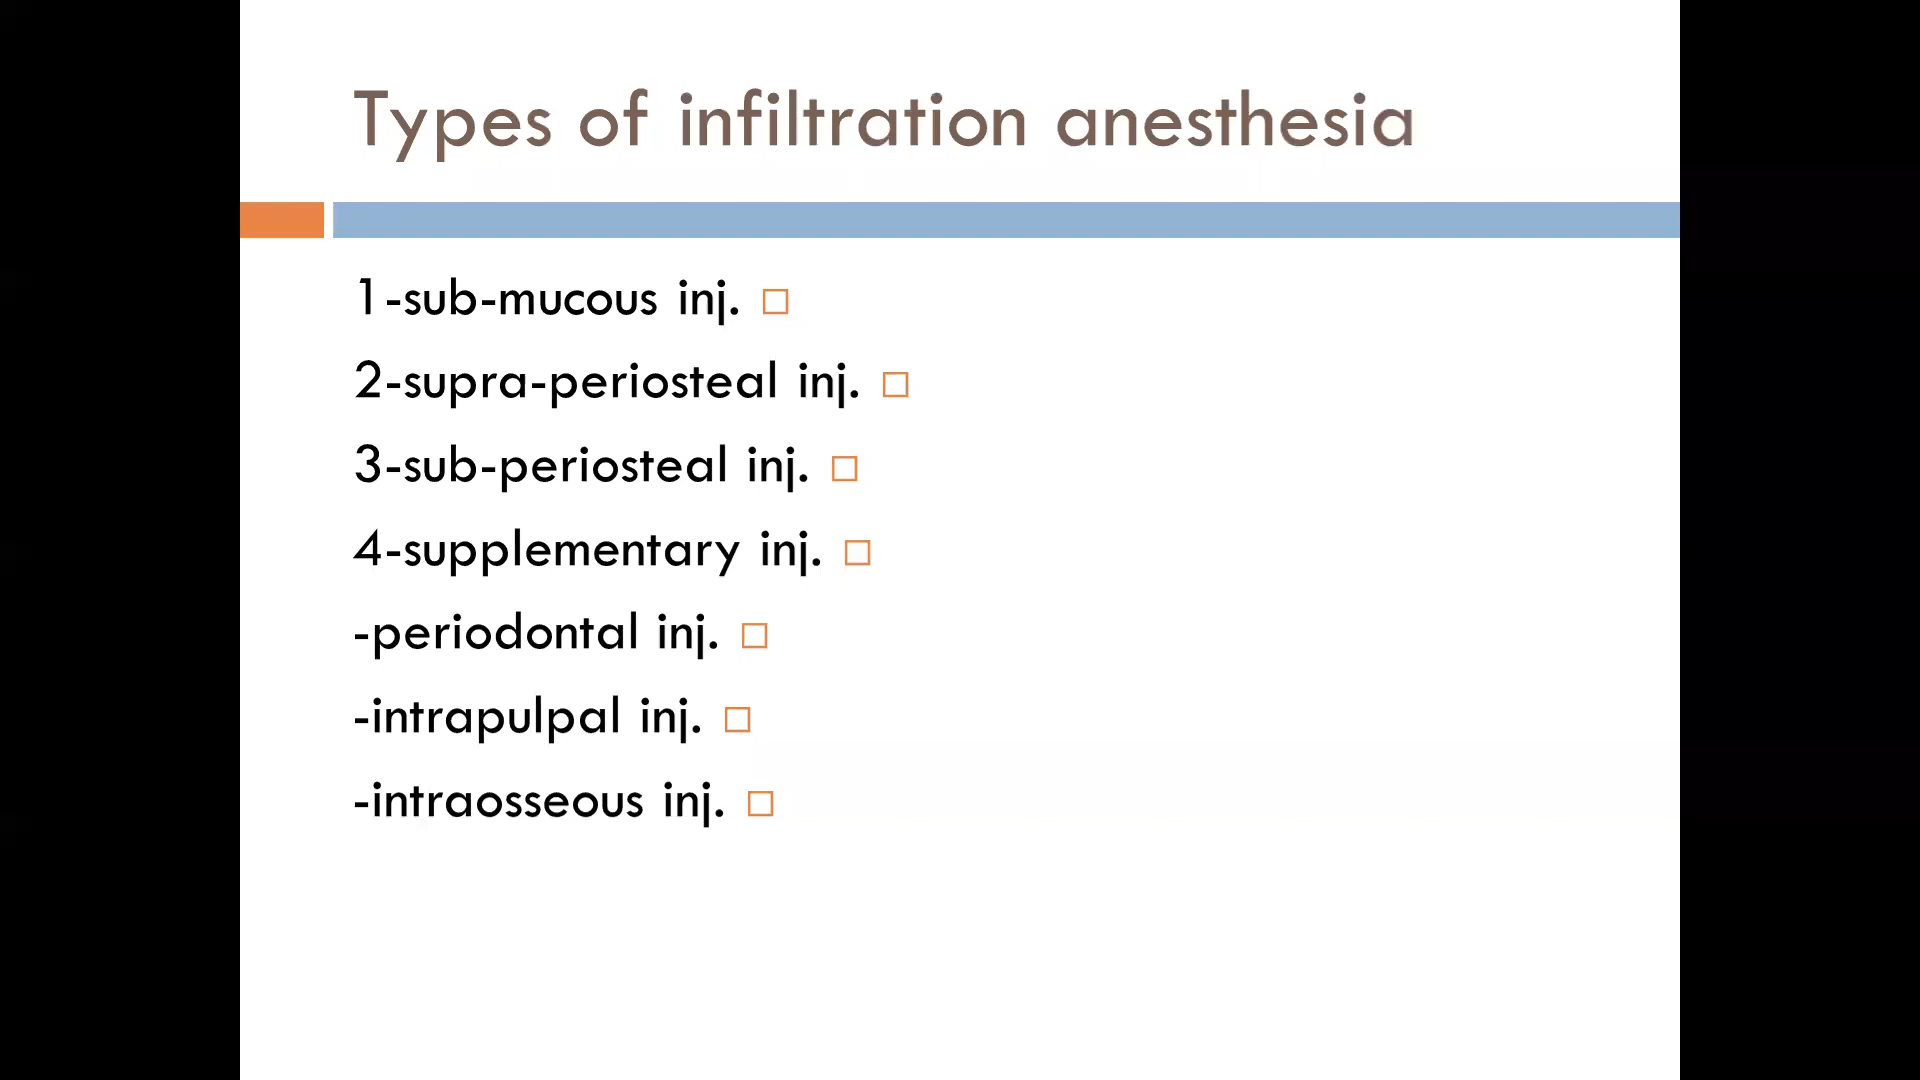 Types of infiltration anesthesia
1-sub-mucous inj.
2-supra-periosteal inj.
3-sub-periosteal inj.
4-supplementary inj.
-periodontal inj.
-intrapulpal inj.
-intraosseous inj.